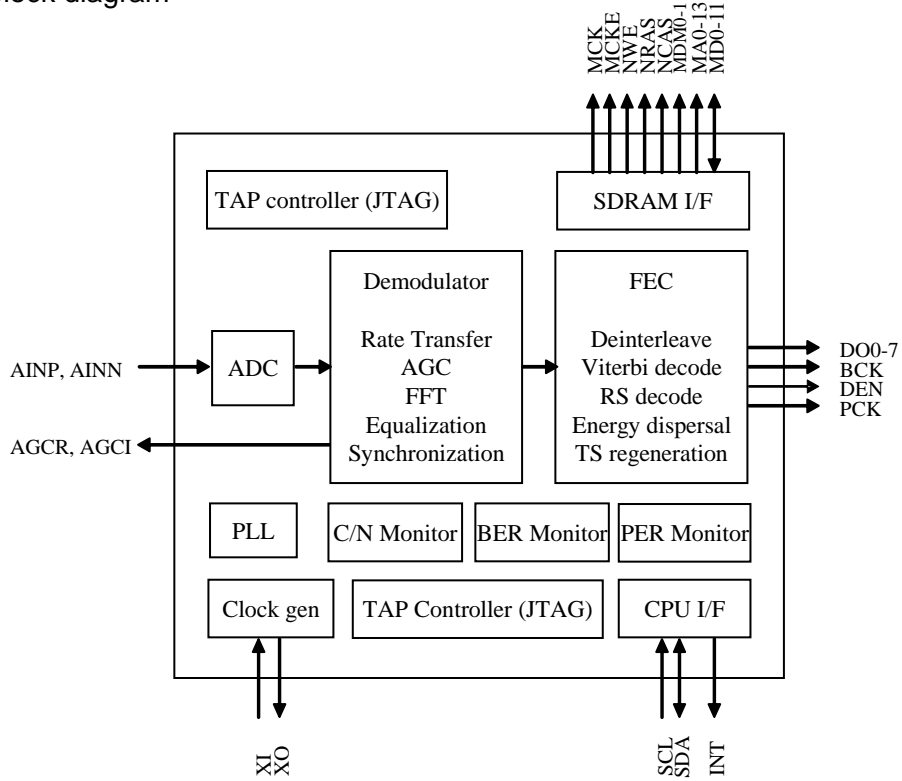 lock diagram
MCK
MCKE
NWE
NRAS
NCAS
MDM0-1
MA0-13
MD0-11
TAP controller (JTAG)
SDRAM I/F
Demodulator
Rate Transfer
AGC
FFT
Equalization
Synchronization
FEC
Deinterleave
Viterbi decode
RS decode
Energy dispersal
TS regeneration
AINP, AINN
ADC
AGCR, AGCI
DO0-7
BCK
DEN
PCK
PLL
C/N Monitor
BER Monitor
PER Monitor
Clock gen
TAP Controller (JTAG)
CPU I/F
XI
XO
SCL
SDA
INT